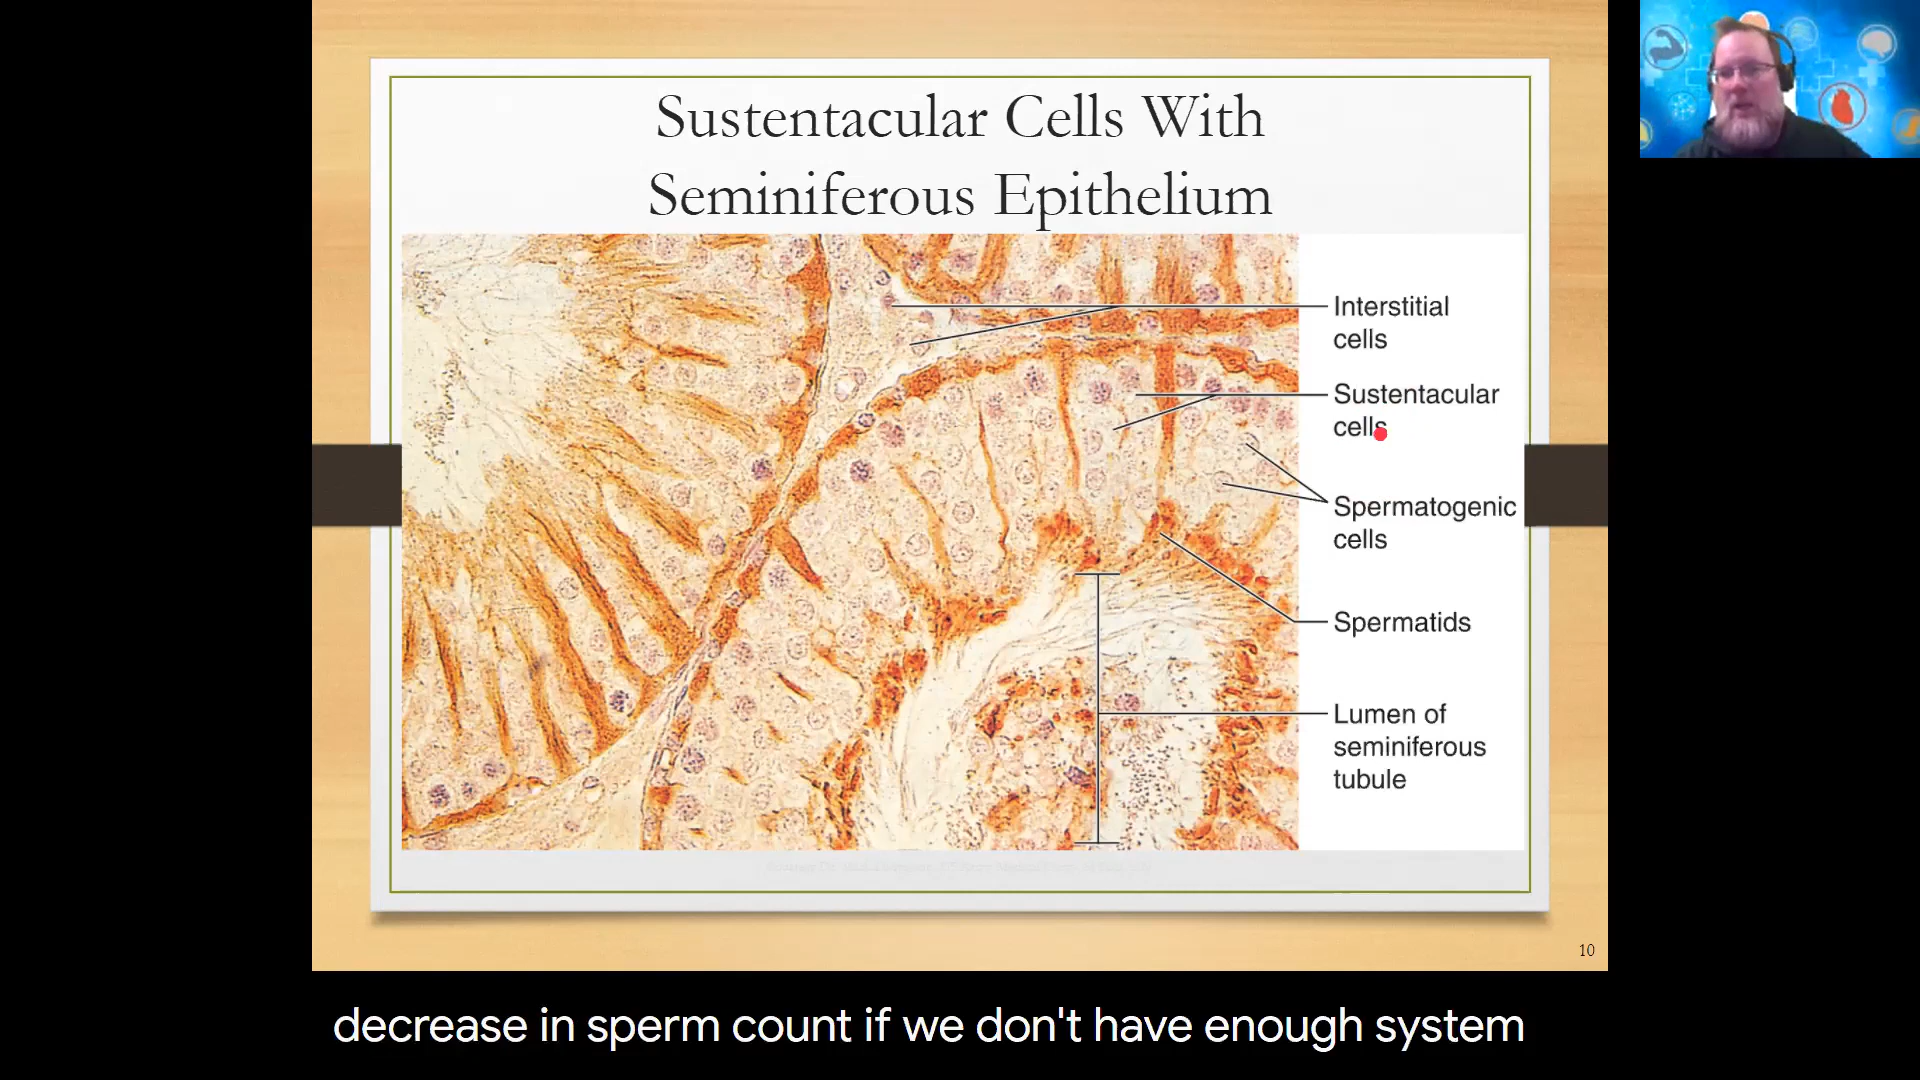 Sustentacular Cells With
Seminiferous Epithelium
Interstitial
cells
Sustentacular
cells
Spermatogenic
cells
Spermatids
Lumen of
seminiferous
tubule
10
decrease in sperm count if we don't have enough system